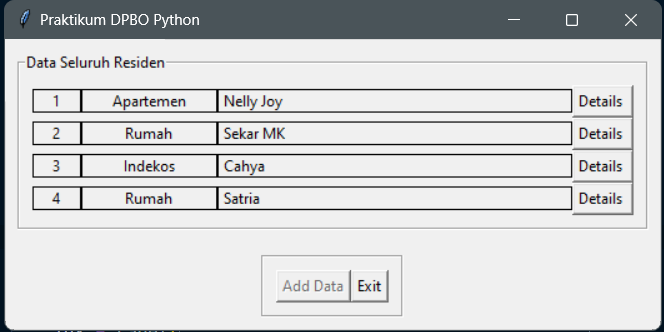 Praktikum DPBO Python
Data Seluruh Residen
1 Apartemen Nelly Joy Details
2 Rumah Sekar MK Details
3 Indekos Cahya Details
4 Rumah Satria Details
Add Data Exit